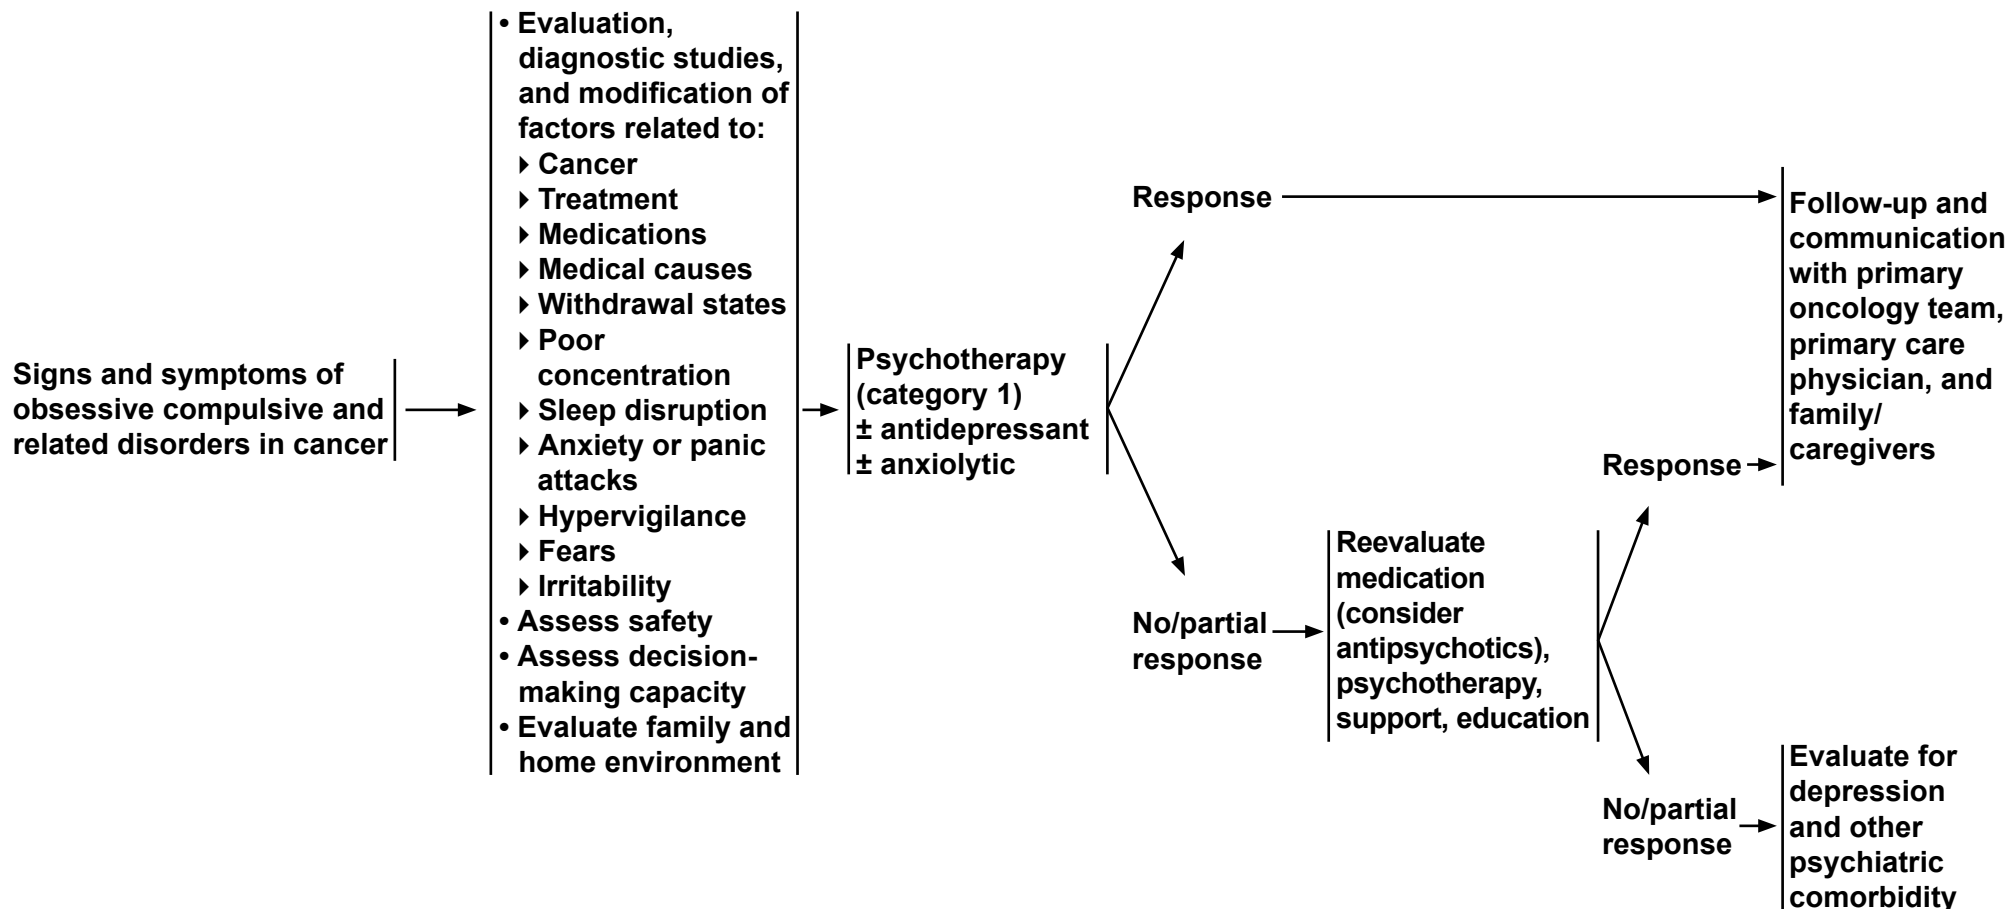 Signs and symptoms of
obsessive compulsive and
related disorders in cancer
• Evaluation,
diagnostic studies,
and modification of
factors related to:
Cancer
Treatment
Medications
Medical causes
Withdrawal states
Poor
concentration
Sleep disruption
Anxiety or panic
attacks
Hypervigilance
Fears
Irritability
• Assess safety
• Assess decision-
making capacity
• Evaluate family and
home environment
Psychotherapy
(category 1)
± antidepressant
± anxiolytic
Response
No/partial
response
Reevaluate
medication
(consider
antipsychotics),
psychotherapy,
support, education
Response
No/partial
response
Follow-up and
communication
with primary
oncology team,
primary care
physician, and
family/
caregivers
Evaluate for
depression
and other
psychiatric
comorbidity